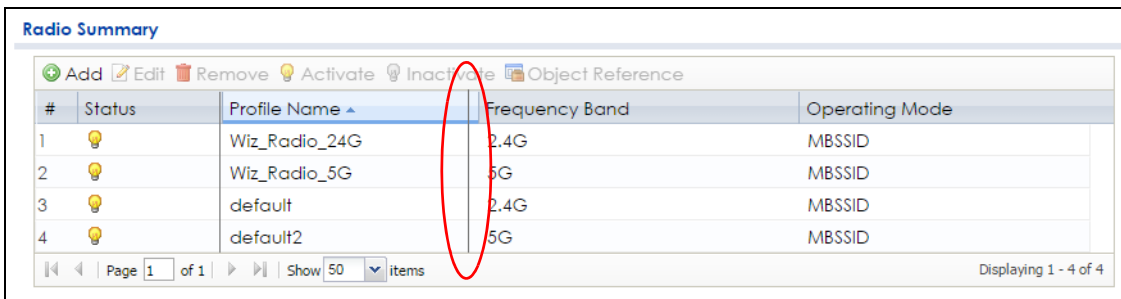 Radio Summary
Add Edit Remove Activate Inactivate Object Reference
# Status Profile Name Frequency Band Operating Mode
1 Wiz_Radio_24G 2.4G MBSSID
2 Wiz_Radio_5G 5G MBSSID
3 default 2.4G MBSSID
4 default2 5G MBSSID
Page 1 of 1 Show 50 items Displaying 1 - 4 of 4